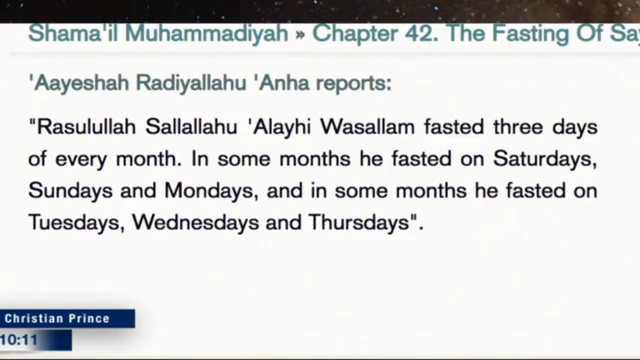 Shama'il Muhammadiyah » Chapter 42. The Fasting Of Say
'Aayeshah Radiyallahu 'Anha reports:
"Rasulullah Sallallahu 'Alayhi Wasallam fasted three days
of every month. In some months he fasted on Saturdays,
Sundays and Mondays, and in some months he fasted on
Tuesdays, Wednesdays and Thursdays".
Christian Prince
10:11